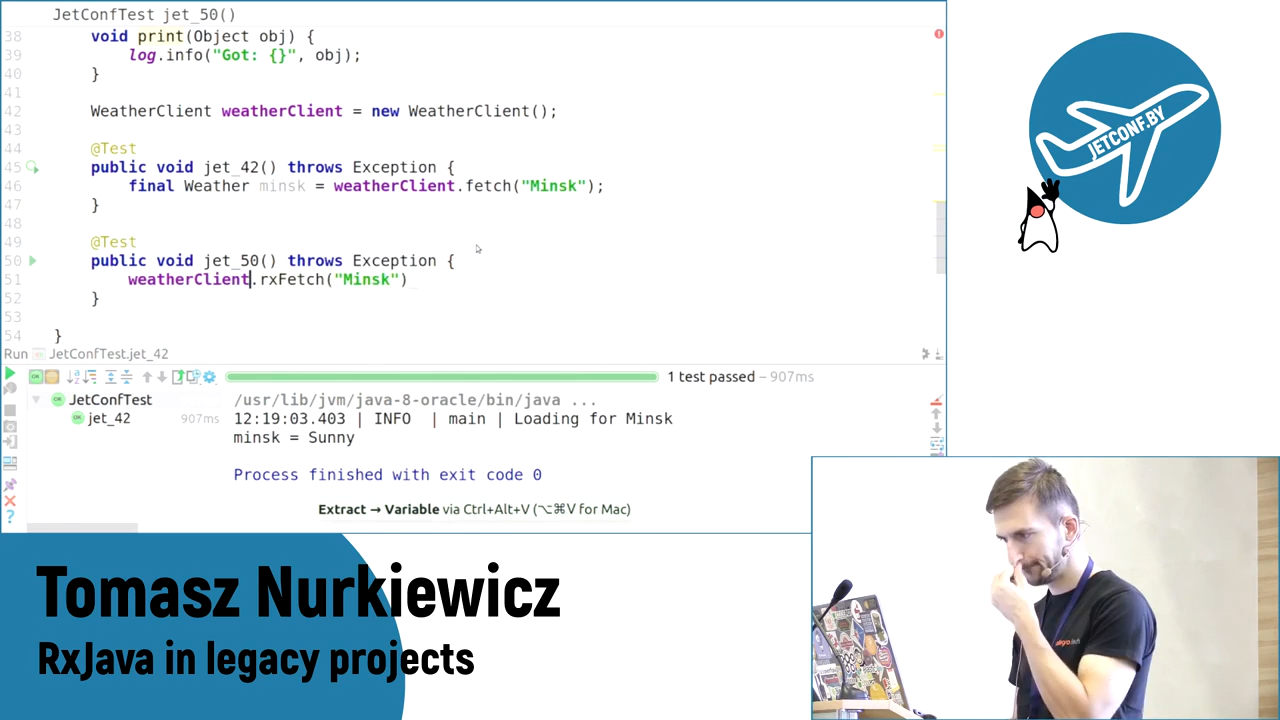 JetConfTest jet_50()
38 void print(Object obj) {
39 log.info("Got: {}", obj);
40 }
41
42 WeatherClient weatherClient = new WeatherClient();
43
44 @Test
45 public void jet_42() throws Exception {
46 final Weather minsk = weatherClient.fetch("Minsk");
47 }
48
49 @Test
50 public void jet_50() throws Exception {
51 weatherClient.rxFetch("Minsk")
52 }
53
54 }
Run JetConfTest.jet_42
1 test passed – 907ms
OK JetConfTest
OK jet_42 907ms
/usr/lib/jvm/java-8-oracle/bin/java ...
12:19:03.403 | INFO | main | Loading for Minsk
minsk = Sunny
Process finished with exit code 0
Extract → Variable via Ctrl+Alt+V (⌥⌘V for Mac)
JETCONF.BY
Tomasz Nurkiewicz
RxJava in legacy projects
allegro tech